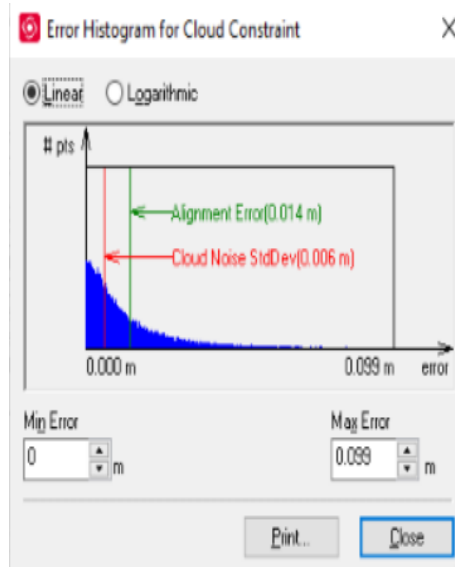 Error Histogram for Cloud Constraint
Linear Logarithmic
# pts
Alignment Error(0.014 m)
Cloud Noise StdDev(0.006 m)
0.000 m 0.099 m error
Min Error Max Error
0 m 0.099 m
Print... Close